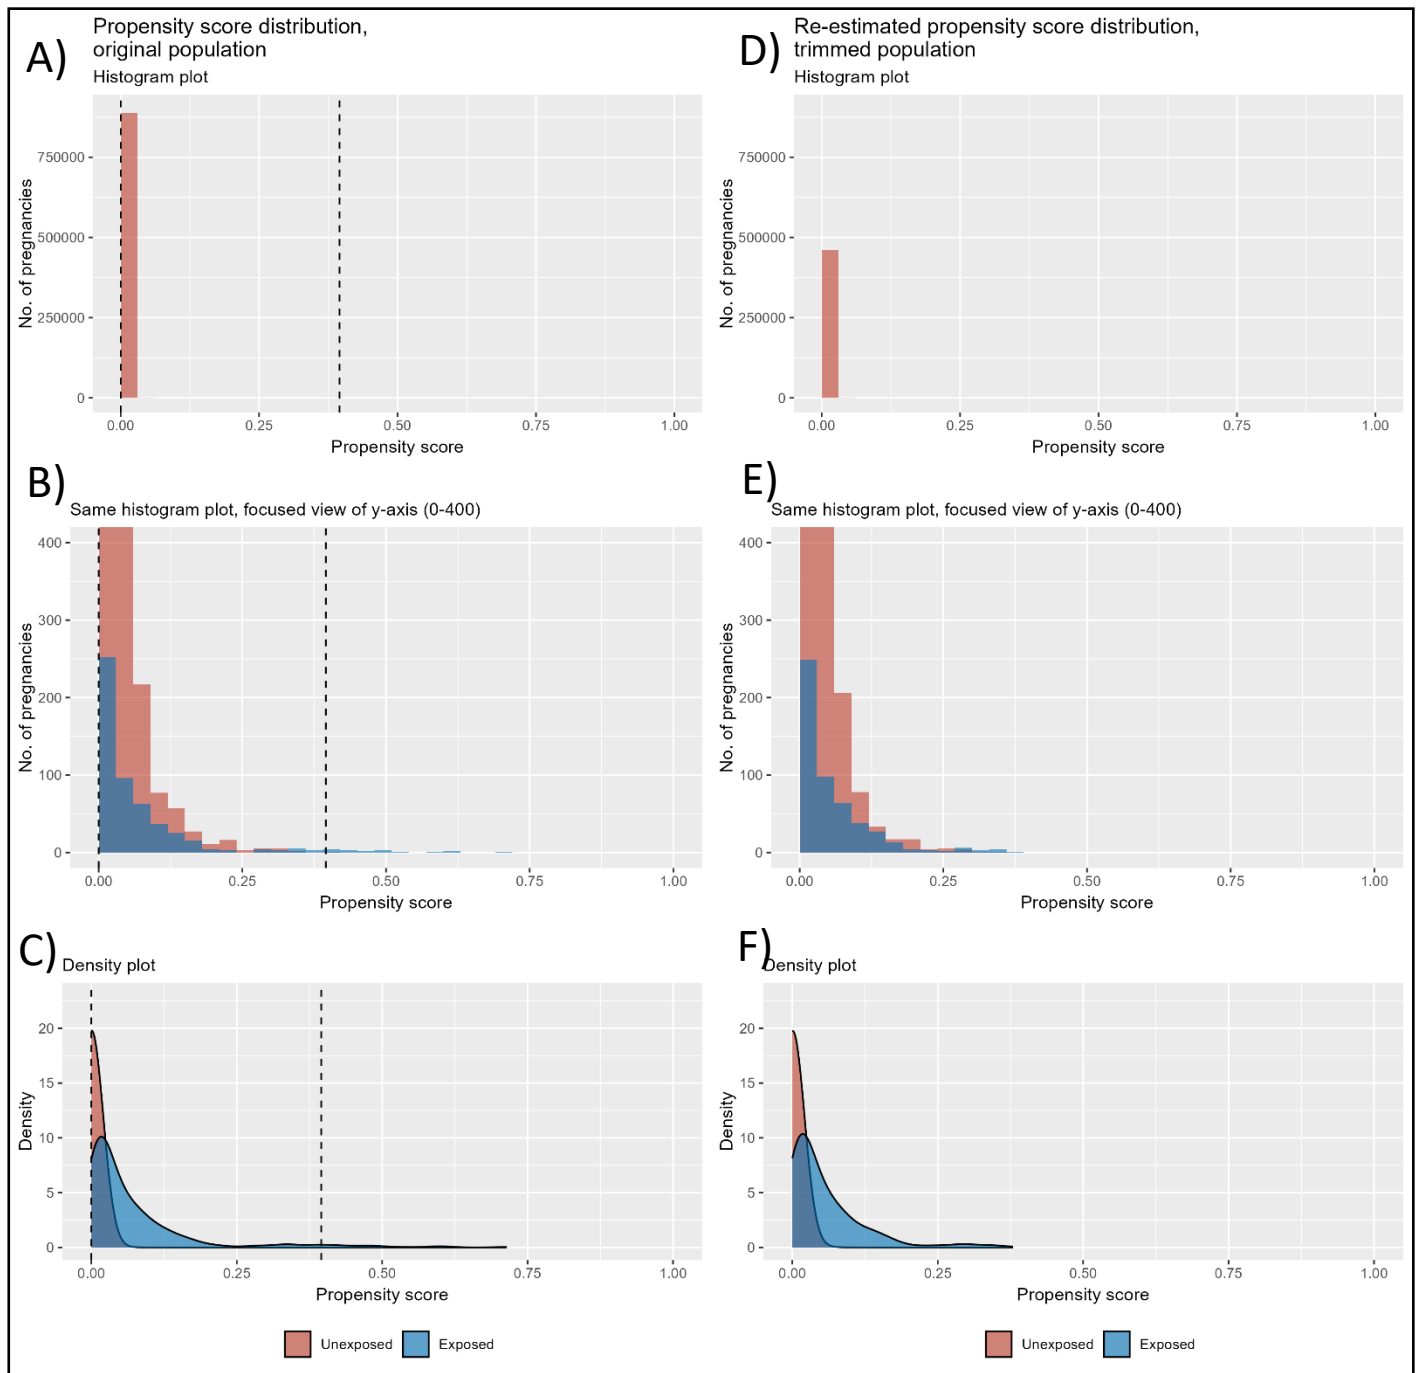 A)
Propensity score distribution,
original population
Histogram plot
No. of pregnancies
750000
500000
250000
0
0.00 0.25 0.50 0.75 1.00
Propensity score
B)
Same histogram plot, focused view of y-axis (0-400)
No. of pregnancies
400
300
200
100
0
0.00 0.25 0.50 0.75 1.00
Propensity score
C)
Density plot
Density
20
15
10
5
0
0.00 0.25 0.50 0.75 1.00
Propensity score
Unexposed Exposed
D)
Re-estimated propensity score distribution,
trimmed population
Histogram plot
No. of pregnancies
750000
500000
250000
0
0.00 0.25 0.50 0.75 1.00
Propensity score
E)
Same histogram plot, focused view of y-axis (0-400)
No. of pregnancies
400
300
200
100
0
0.00 0.25 0.50 0.75 1.00
Propensity score
F)
Density plot
Density
20
15
10
5
0
0.00 0.25 0.50 0.75 1.00
Propensity score
Unexposed Exposed